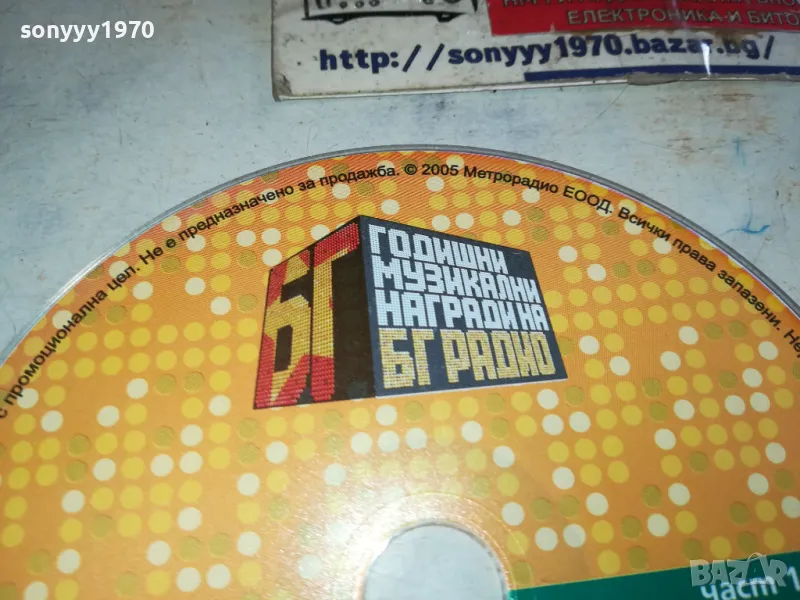 sonyyy1970
ЕЛЕКТРОНИКА-И БИТО
http://sonyyy1970.bazar.bg/
с промоционална цел. Не е предназначено за продажба. © 2005 Метрорадио ЕООД. Всички права запазени. Не
БГ
ГОДИШНИ
МУЗИКАЛНИ
НАГРАДИ НА
БГ РАДИО
част 1
BAZAR.bg